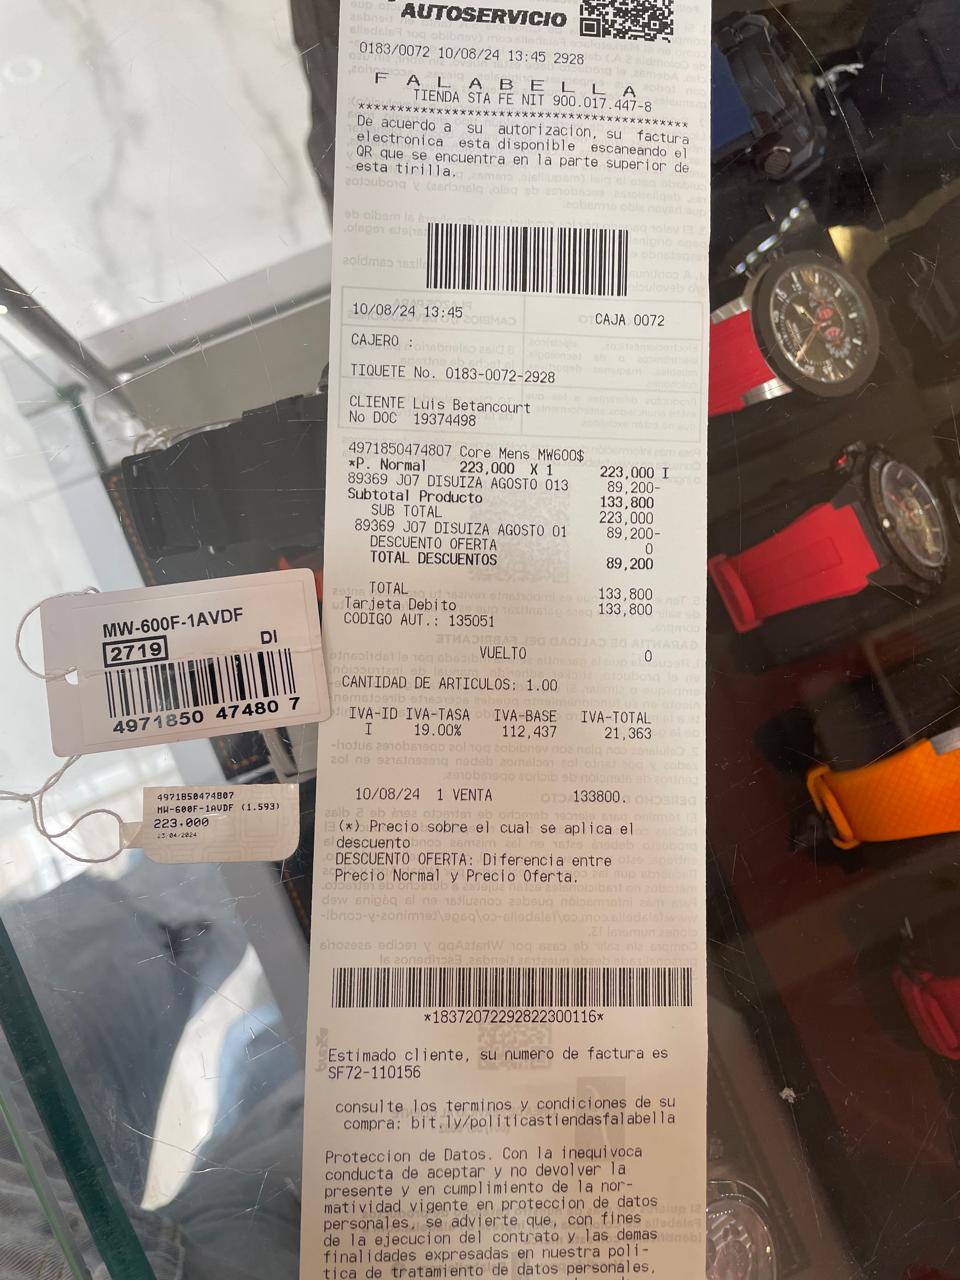 AUTOSERVICIO
0183/0072 10/08/24 13:45 2928
F A L A B E L L A
TIENDA STA FE NIT 900.017.447-8
****************************************
De acuerdo a su autorizacion, su factura
electronica esta disponible escaneando el
QR que se encuentra en la parte superior de
esta tirilla.
10/08/24 13:45 CAJA 0072
CAJERO :
TIQUETE No. 0183-0072-2928
CLIENTE Luis Betancourt
No DOC 19374498
4971850474807 Core Mens MW600$
*P. Normal 223,000 X 1 223,000 I
89369 J07 DISUIZA AGOSTO 013 89,200-
Subtotal Producto 133,800
SUB TOTAL 223,000
89369 J07 DISUIZA AGOSTO 01 89,200-
DESCUENTO OFERTA 0
TOTAL DESCUENTOS 89,200
TOTAL 133,800
Tarjeta Debito 133,800
CODIGO AUT.: 135051
VUELTO 0
CANTIDAD DE ARTICULOS: 1.00
IVA-ID IVA-TASA IVA-BASE IVA-TOTAL
I 19.00% 112,437 21,363
10/08/24 1 VENTA 133800.
(*) Precio sobre el cual se aplica el
descuento
DESCUENTO OFERTA: Diferencia entre
Precio Normal y Precio Oferta.
*18372072292822300116*
Estimado cliente, su numero de factura es
SF72-110156
consulte los terminos y condiciones de su
compra: bit.ly/politicastiendasfalabella
Proteccion de Datos. Con la inequivoca
conducta de aceptar y no devolver la
presente y en cumplimiento de la nor-
matividad vigente en proteccion de datos
personales, se advierte que, con fines
de la ejecucion del contrato y las demas
finalidades expresadas en nuestra poli-
tica de tratamiento de datos personales,
MW-600F-1AVDF
2719 DI
4971850 47480 7
4971850474807
MW-600F-1AVDF (1.593)
223.000
23/04/2024